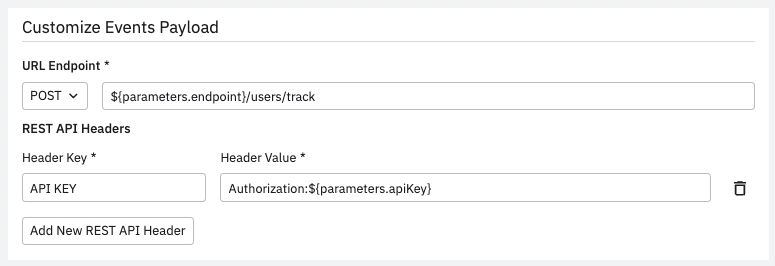 Customize Events Payload
URL Endpoint *
POST ${parameters.endpoint}/users/track
REST API Headers
Header Key * Header Value *
API KEY Authorization:${parameters.apiKey}
Add New REST API Header